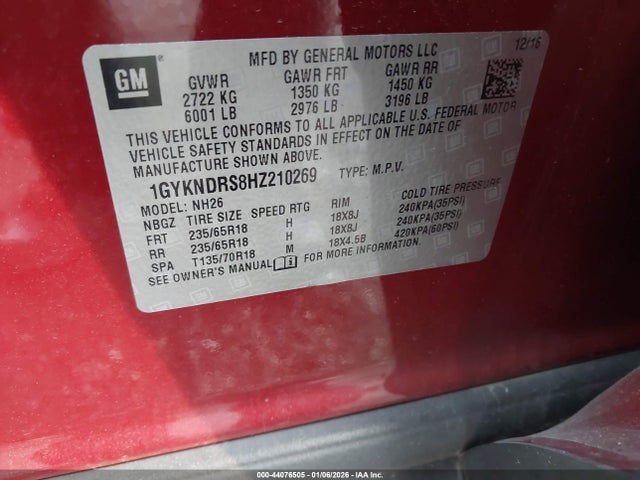 GM
MFD BY GENERAL MOTORS LLC 12/16
GVWR GAWR FRT GAWR RR
2722 KG 1350 KG 1450 KG
6001 LB 2976 LB 3196 LB
THIS VEHICLE CONFORMS TO ALL APPLICABLE U.S. FEDERAL MOTOR
VEHICLE SAFETY STANDARDS IN EFFECT ON THE DATE OF
MANUFACTURE SHOWN ABOVE.
1GYKNDRS8HZ210269 TYPE: M.P.V.
MODEL: NH26
NBGZ TIRE SIZE SPEED RTG RIM COLD TIRE PRESSURE
FRT 235/65R18 H 18X8J 240KPA(35PSI)
RR 235/65R18 H 18X8J 240KPA(35PSI)
SPA T135/70R18 M 18X4.5B 420KPA(60PSI)
SEE OWNER'S MANUAL FOR MORE INFORMATION.
000-44076505 - 01/06/2026 - IAA Corp.